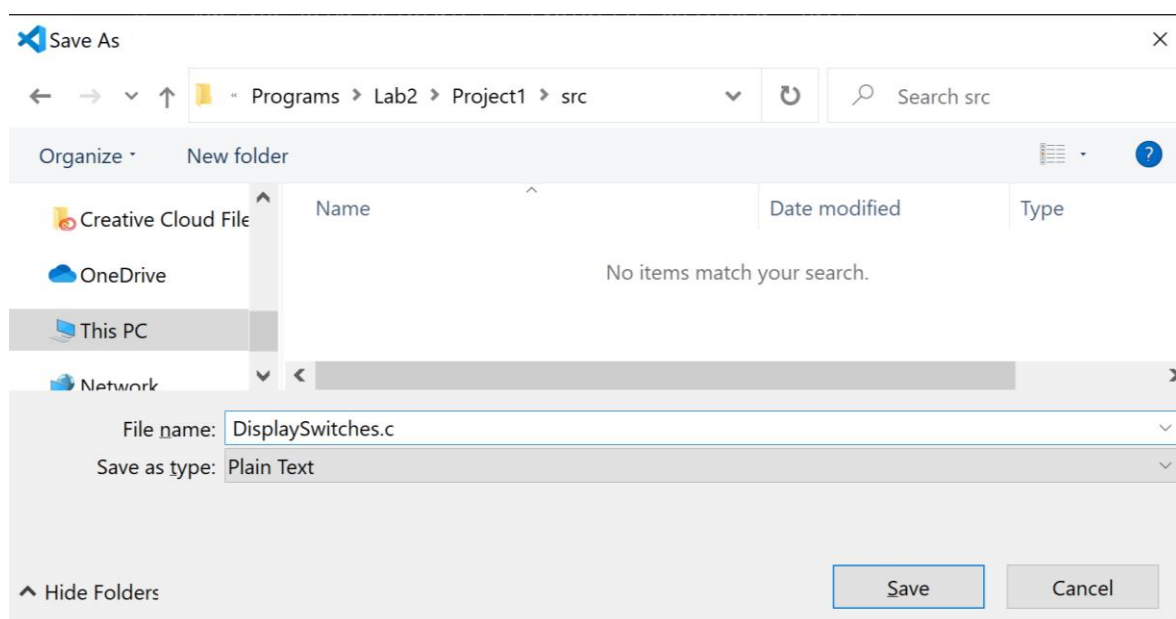 Save As
« Programs > Lab2 > Project1 > src
Search src
Organize
New folder
?
Name
Date modified
Type
Creative Cloud File
OneDrive
This PC
Network
No items match your search.
File name: DisplaySwitches.c
Save as type: Plain Text
Hide Folders
Save
Cancel